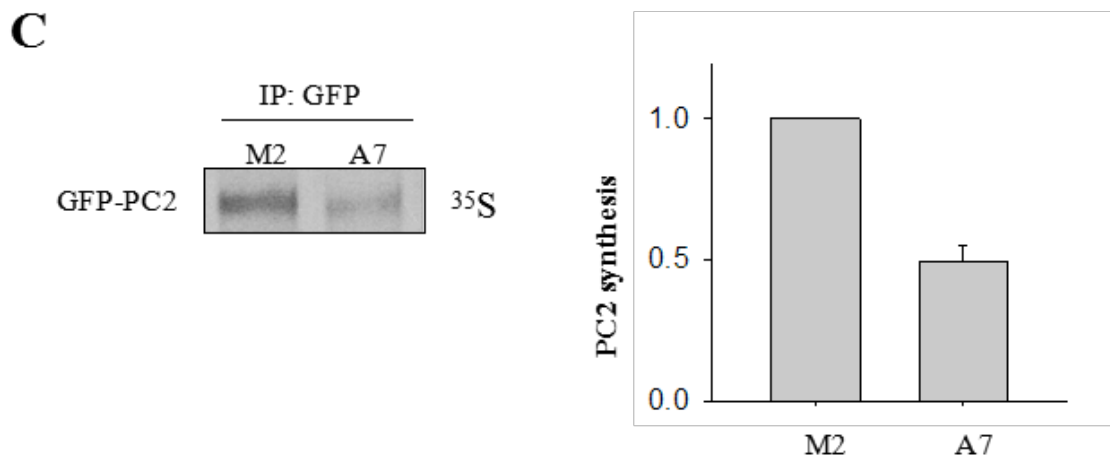 C
IP: GFP
M2 A7
GFP-PC2 ³⁵S
PC2 synthesis
1.0
0.5
0.0
M2 A7